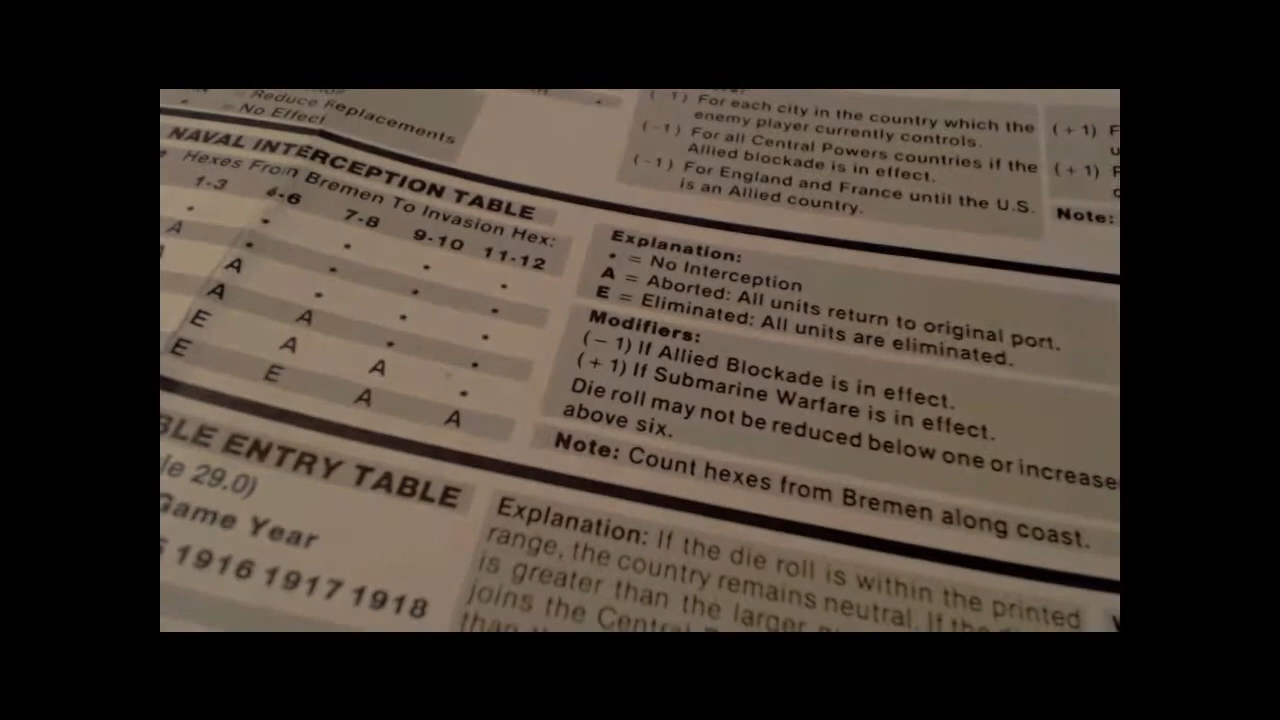 = Reduce Replacements
• = No Effect
NAVAL INTERCEPTION TABLE
Hexes From Bremen To Invasion Hex:
1-3 4-6 7-8 9-10 11-12
• • • • •
A • • • •
A • • •
A A • •
E A A •
E E A A
(-1) For each city in the country which the
enemy player currently controls.
(-1) For all Central Powers countries if the
Allied blockade is in effect.
(-1) For England and France until the U.S.
is an Allied country.
(+1)
(+1)
Note:
Explanation:
• = No Interception
A = Aborted: All units return to original port.
E = Eliminated: All units are eliminated.
Modifiers:
(-1) If Allied Blockade is in effect.
(+1) If Submarine Warfare is in effect.
Die roll may not be reduced below one or increase
above six.
Note: Count hexes from Bremen along coast.
ENTRY TABLE
29.0)
Game Year
1916 1917 1918
Explanation: If the die roll is within the printed
range, the country remains neutral. If the
is greater than the larger
joins the Central
than